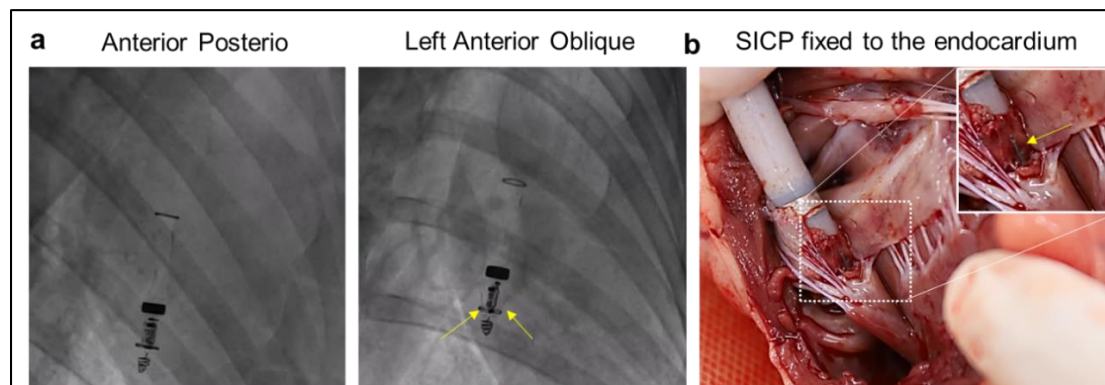 a
Anterior Posterio
Left Anterior Oblique
b
SICP fixed to the endocardium